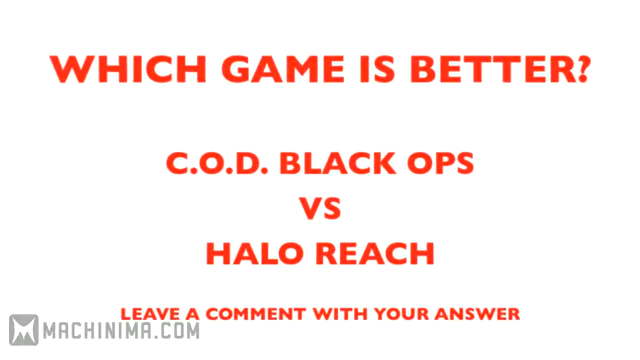 WHICH GAME IS BETTER?
C.O.D. BLACK OPS
VS
HALO REACH
LEAVE A COMMENT WITH YOUR ANSWER
MACHINIMA.COM